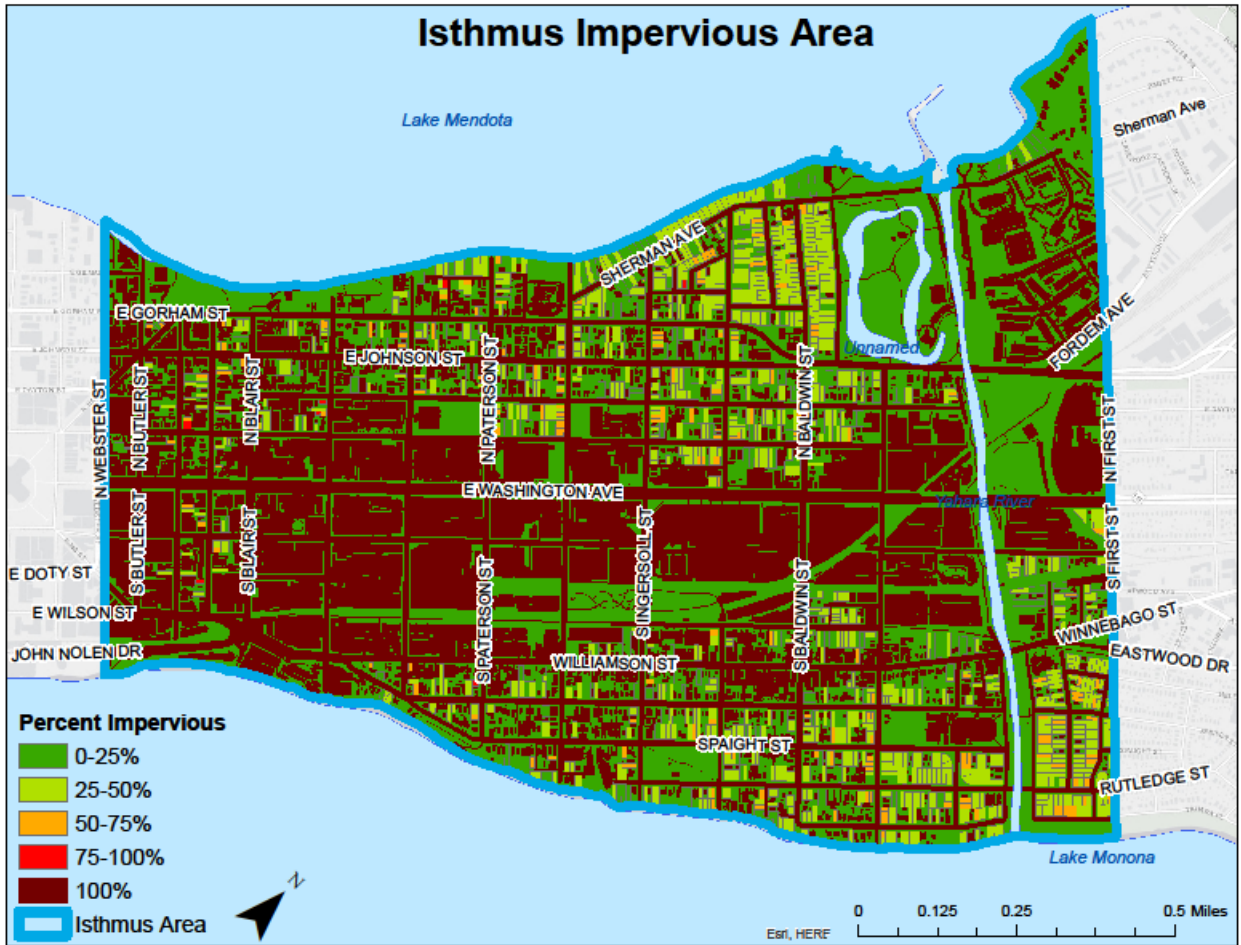 Isthmus Impervious Area
Lake Mendota
Sherman Ave
SHERMAN AVE
E GORHAM ST
E JOHNSON ST
Unnamed
FORDEM AVE
N WEBSTER ST
N BUTLER ST
N BLAIR ST
N PATERSON ST
N BALDWIN ST
N FIRST ST
E WASHINGTON AVE
Yahara River
S BUTLER ST
S BLAIR ST
S PATERSON ST
S INGERSOLL ST
S BALDWIN ST
S FIRST ST
E DOTY ST
E WILSON ST
JOHN NOLEN DR
WILLIAMSON ST
WINNEBAGO ST
EASTWOOD DR
SPAIGHT ST
RUTLEDGE ST
Lake Monona
Percent Impervious
0-25%
25-50%
50-75%
75-100%
100%
Isthmus Area
N
0 0.125 0.25 0.5 Miles
Esri, HERE